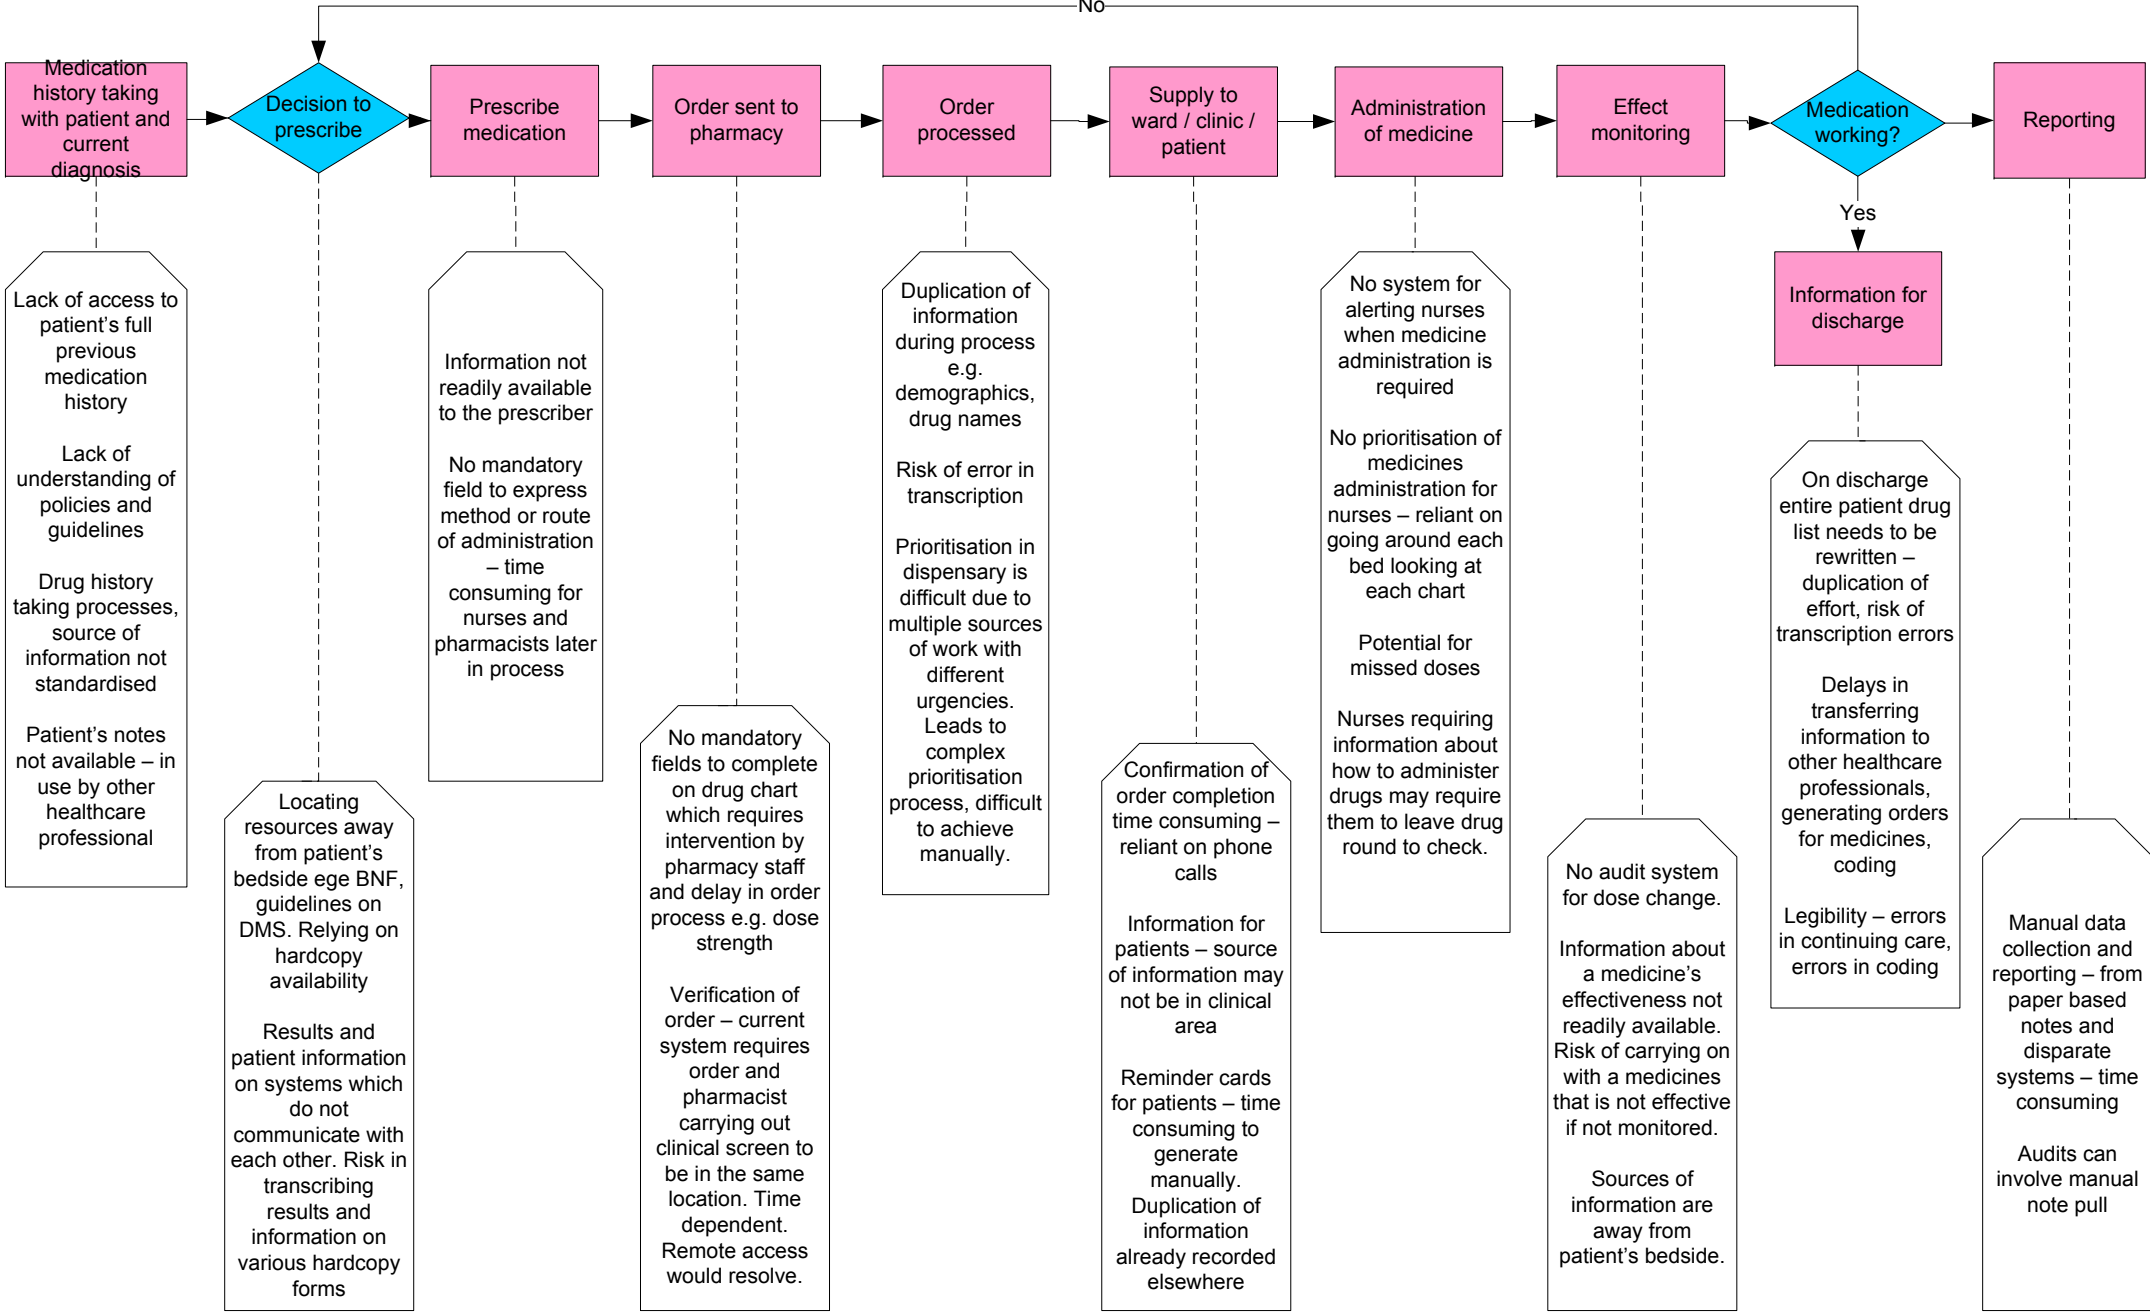 No
Medication
history taking
with patient and
current
diagnosis
Decision to
prescribe
Prescribe
medication
Order sent to
pharmacy
Order
processed
Supply to
ward / clinic /
patient
Administration
of medicine
Effect
monitoring
Medication
working?
Reporting
Yes
Information for
discharge
Lack of access to
patient’s full
previous
medication
history
Lack of
understanding of
policies and
guidelines
Drug history
taking processes,
source of
information not
standardised
Patient’s notes
not available – in
use by other
healthcare
professional
Locating
resources away
from patient’s
bedside ege BNF,
guidelines on
DMS. Relying on
hardcopy
availability
Results and
patient information
on systems which
do not
communicate with
each other. Risk in
transcribing
results and
information on
various hardcopy
forms
Information not
readily available
to the prescriber
No mandatory
field to express
method or route
of administration
– time
consuming for
nurses and
pharmacists later
in process
No mandatory
fields to complete
on drug chart
which requires
intervention by
pharmacy staff
and delay in order
process e.g. dose
strength
Verification of
order – current
system requires
order and
pharmacist
carrying out
clinical screen to
be in the same
location. Time
dependent.
Remote access
would resolve.
Duplication of
information
during process
e.g.
demographics,
drug names
Risk of error in
transcription
Prioritisation in
dispensary is
difficult due to
multiple sources
of work with
different
urgencies.
Leads to
complex
prioritisation
process, difficult
to achieve
manually.
Confirmation of
order completion
time consuming –
reliant on phone
calls
Information for
patients – source
of information may
not be in clinical
area
Reminder cards
for patients – time
consuming to
generate
manually.
Duplication of
information
already recorded
elsewhere
No system for
alerting nurses
when medicine
administration is
required
No prioritisation of
medicines
administration for
nurses – reliant on
going around each
bed looking at
each chart
Potential for
missed doses
Nurses requiring
information about
how to administer
drugs may require
them to leave drug
round to check.
No audit system
for dose change.
Information about
a medicine’s
effectiveness not
readily available.
Risk of carrying on
with a medicines
that is not effective
if not monitored.
Sources of
information are
away from
patient’s bedside.
On discharge
entire patient drug
list needs to be
rewritten –
duplication of
effort, risk of
transcription errors
Delays in
transferring
information to
other healthcare
professionals,
generating orders
for medicines,
coding
Legibility – errors
in continuing care,
errors in coding
Manual data
collection and
reporting – from
paper based
notes and
disparate
systems – time
consuming
Audits can
involve manual
note pull